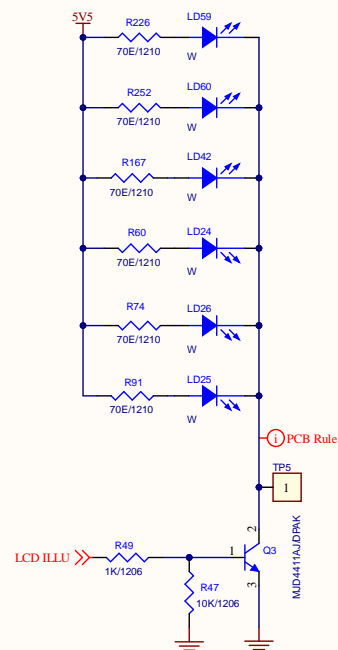 5V5
R226
LD59
70E/1210
W
R252
LD60
70E/1210
W
R167
LD42
70E/1210
W
R60
LD24
70E/1210
W
R74
LD26
70E/1210
W
R91
LD25
70E/1210
W
i PCB Rule
TP5
1
2
LCD ILLU
R49
1K/1206
1
Q3
MJD4411AJ,DPAK
R47
10K/1206
3